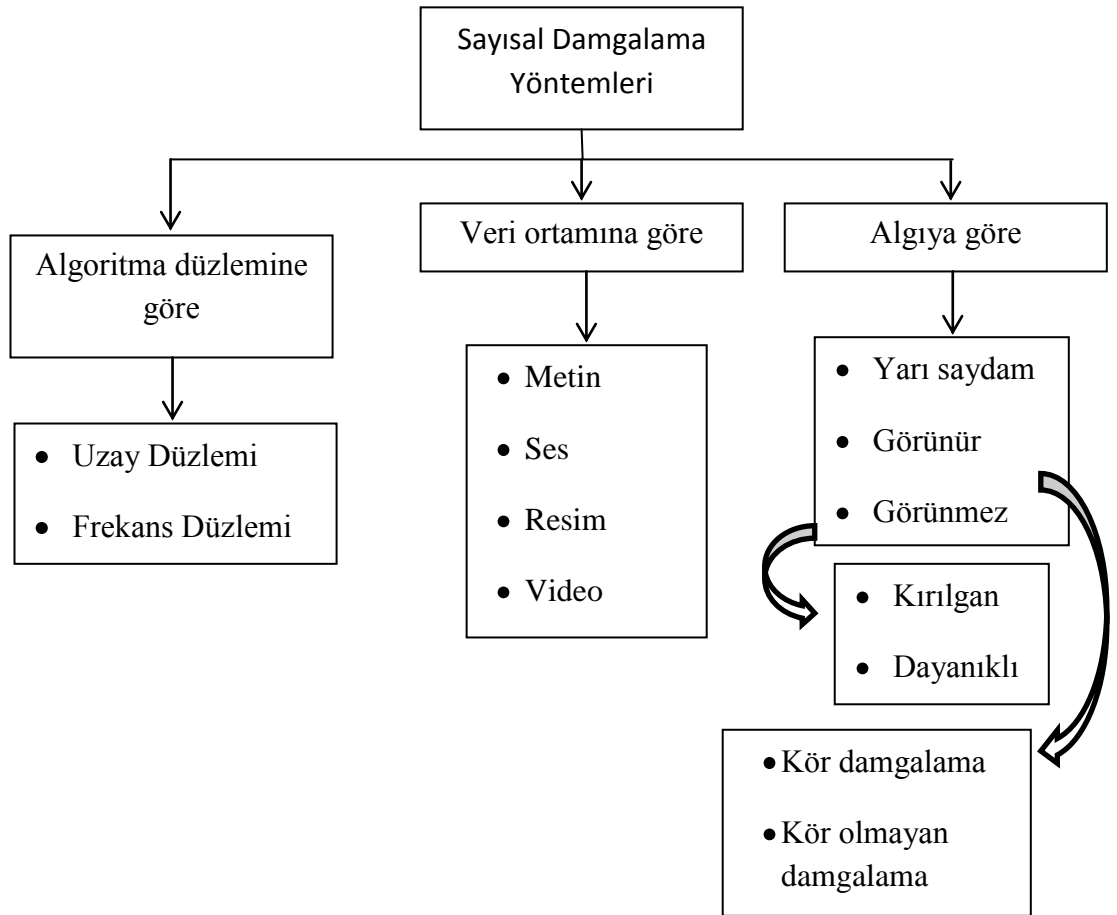 Sayısal Damgalama
Yöntemleri
Algoritma düzlemine
göre
Veri ortamına göre
Algıya göre
• Uzay Düzlemi
• Frekans Düzlemi
• Metin
• Ses
• Resim
• Video
• Yarı saydam
• Görünür
• Görünmez
• Kırılgan
• Dayanıklı
• Kör damgalama
• Kör olmayan
damgalama